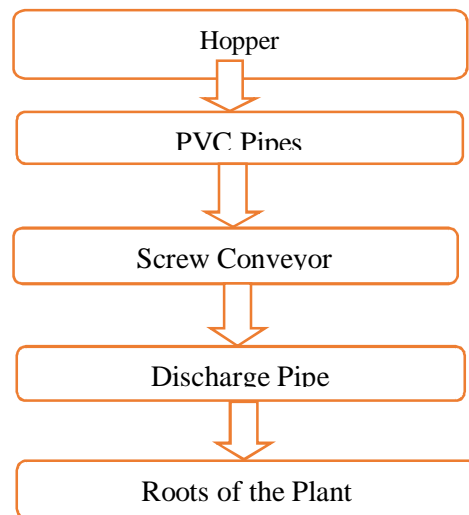 Hopper
PVC Pipes
Screw Conveyor
Discharge Pipe
Roots of the Plant